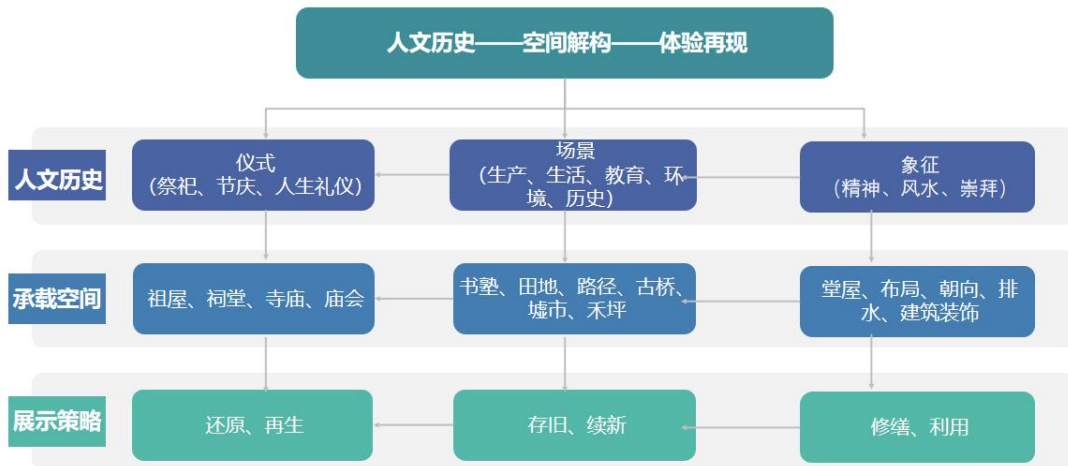 人文历史——空间解构——体验再现
人文历史
仪式
（祭祀、节庆、人生礼仪）
场景
（生产、生活、教育、环
境、历史）
象征
（精神、风水、崇拜）
承载空间
祖屋、祠堂、寺庙、庙会
书塾、田地、路径、古桥、
墟市、禾坪
堂屋、布局、朝向、排
水、建筑装饰
展示策略
还原、再生
存旧、续新
修缮、利用